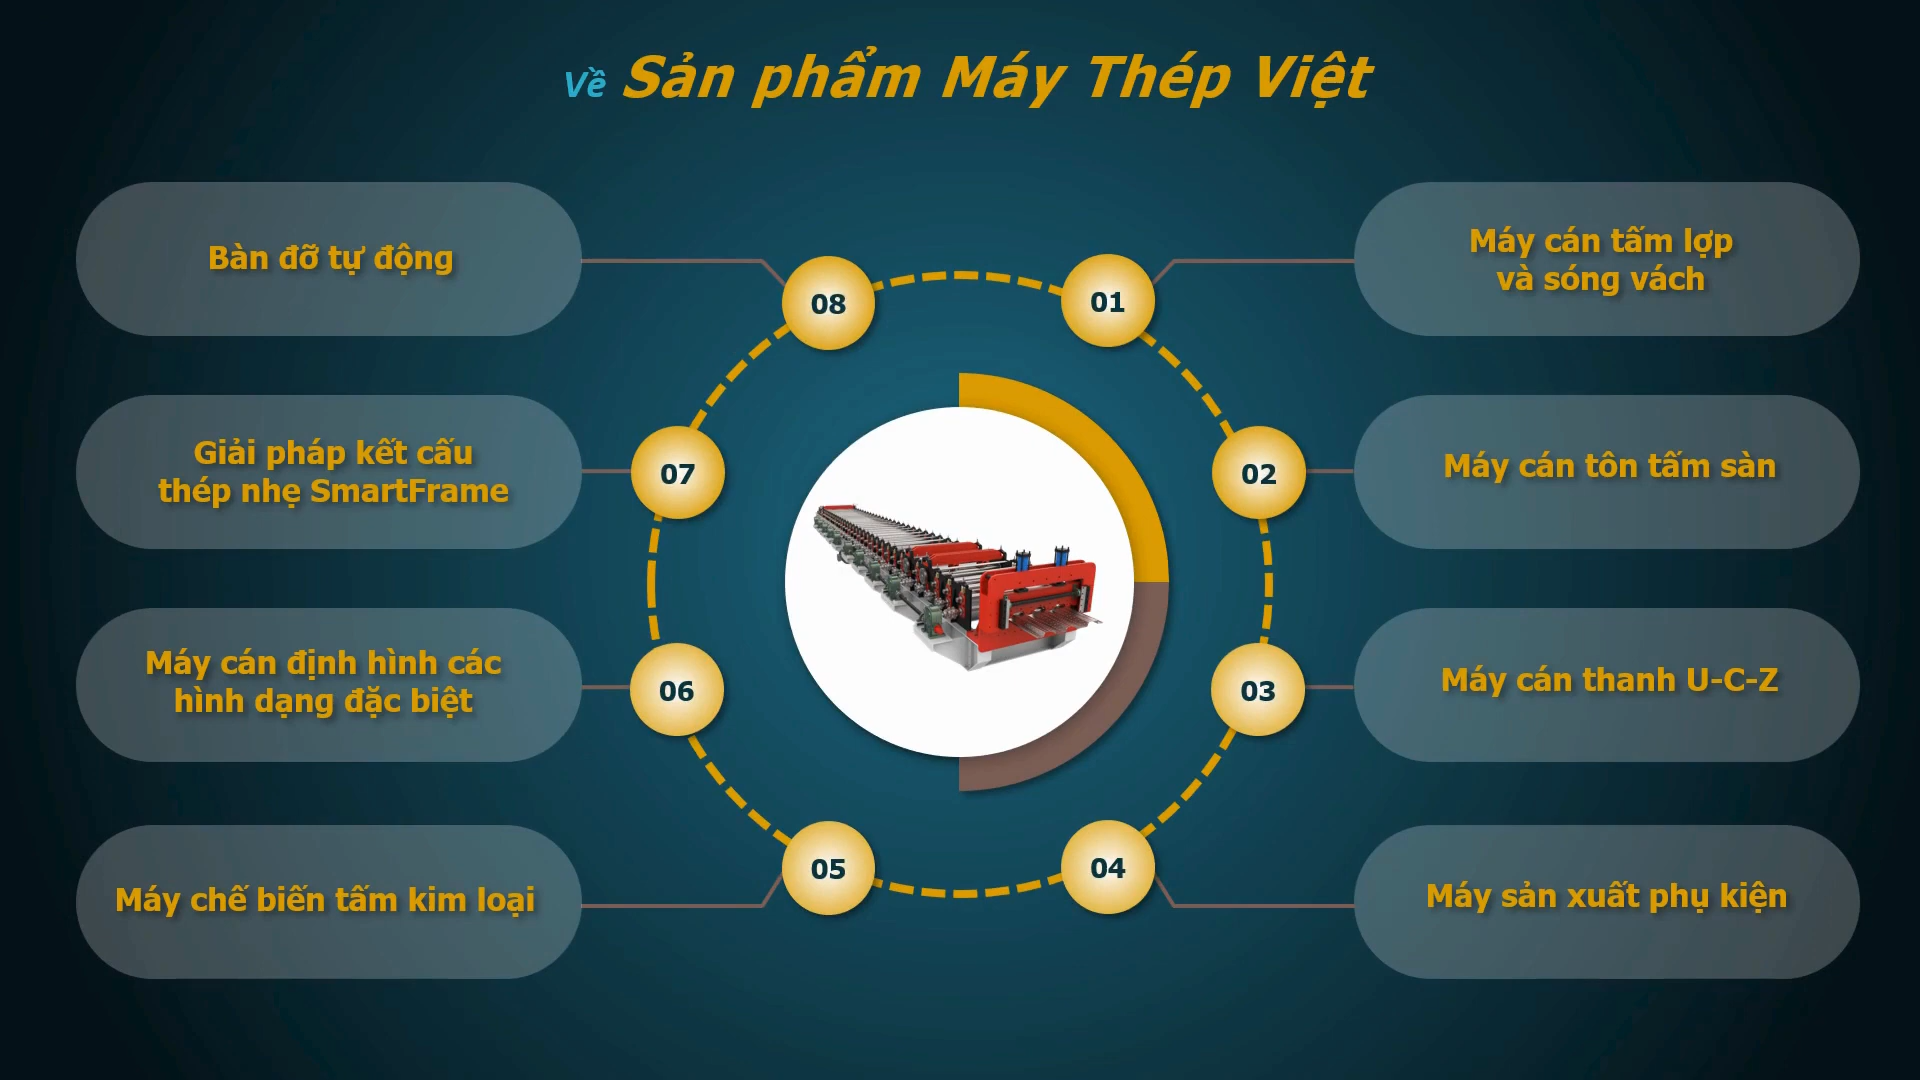 Về Sản phẩm Máy Thép Việt
01
Máy cán tấm lợp
và sóng vách
02
Máy cán tôn tấm sàn
03
Máy cán thanh U-C-Z
04
Máy sản xuất phụ kiện
05
Máy chế biến tấm kim loại
06
Máy cán định hình các
hình dạng đặc biệt
07
Giải pháp kết cấu
thép nhẹ SmartFrame
08
Bàn đỡ tự động